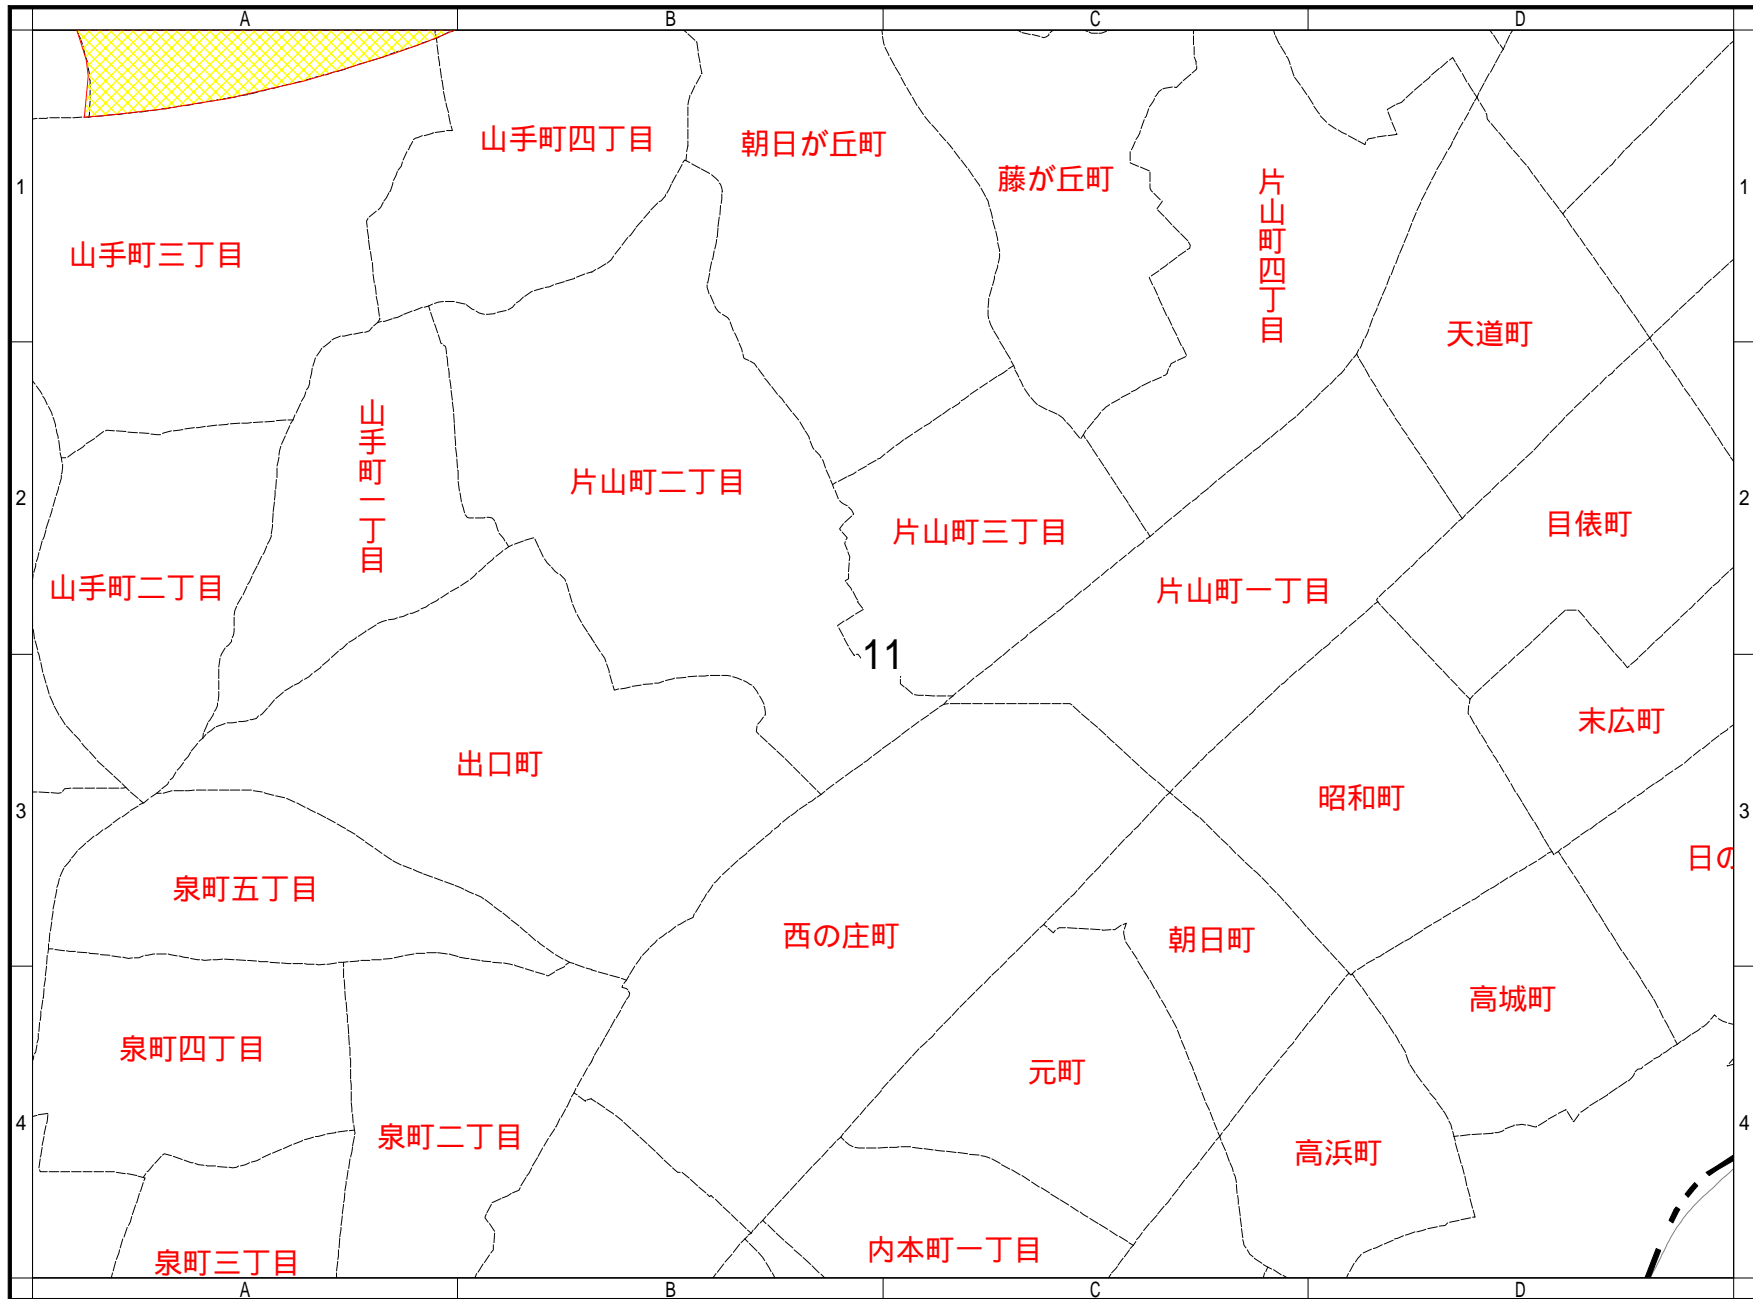 A
B
C
D
1
1
山手町四丁目
朝日が丘町
藤が丘町
片山町四丁目
山手町三丁目
天道町
2
2
山手町一丁目
片山町二丁目
片山町三丁目
目俵町
山手町二丁目
片山町一丁目
11
末広町
出口町
昭和町
3
3
日の
泉町五丁目
西の庄町
朝日町
高城町
泉町四丁目
元町
4
4
泉町二丁目
高浜町
内本町一丁目
泉町三丁目
A
B
C
D